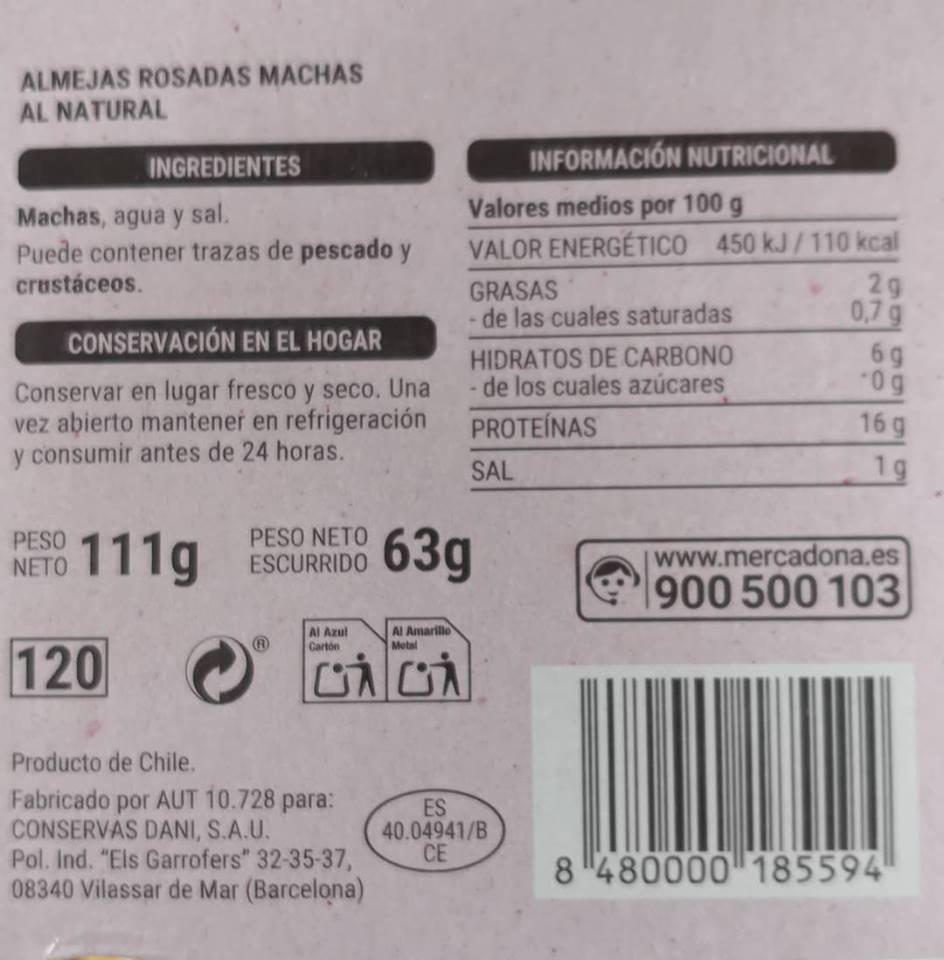 ALMEJAS ROSADAS MACHAS
AL NATURAL
INGREDIENTES
Machas, agua y sal.
Puede contener trazas de pescado y
crustáceos.
CONSERVACIÓN EN EL HOGAR
Conservar en lugar fresco y seco. Una
vez abierto mantener en refrigeración
y consumir antes de 24 horas.
INFORMACIÓN NUTRICIONAL
Valores medios por 100 g
VALOR ENERGÉTICO 450 kJ / 110 kcal
GRASAS 2 g
- de las cuales saturadas 0,7 g
HIDRATOS DE CARBONO 6 g
- de los cuales azúcares 0 g
PROTEÍNAS 16 g
SAL 1 g
PESO NETO 111g
PESO NETO ESCURRIDO 63g
www.mercadona.es
900 500 103
120
®
Al Azul
Cartón
Al Amarillo
Metal
Producto de Chile.
Fabricado por AUT 10.728 para:
CONSERVAS DANI, S.A.U.
Pol. Ind. "Els Garrofers" 32-35-37,
08340 Vilassar de Mar (Barcelona)
ES
40.04941/B
CE
8 480000 185594